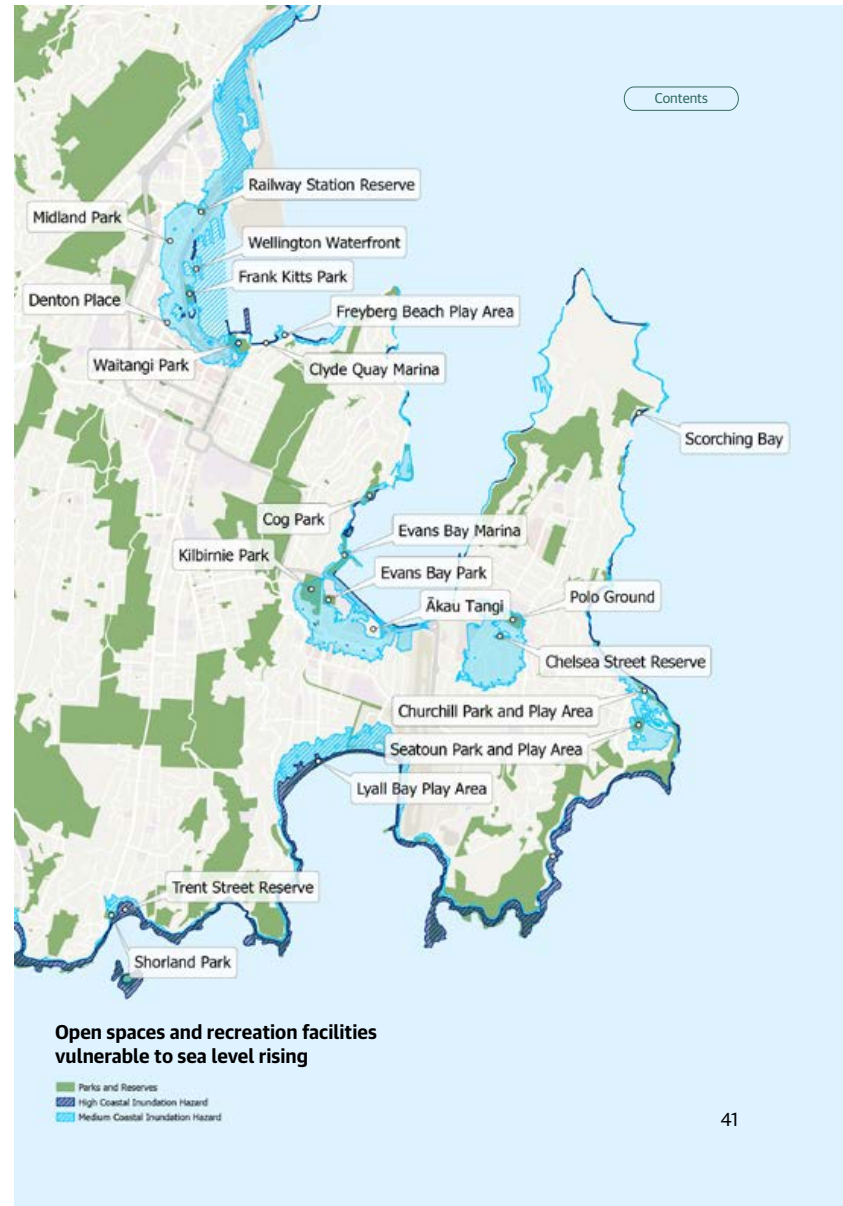 Contents
Railway Station Reserve
Midland Park
Wellington Waterfront
Frank Kitts Park
Denton Place
Freyberg Beach Play Area
Waitangi Park
Clyde Quay Marina
Scorching Bay
Cog Park
Evans Bay Marina
Kilbirnie Park
Evans Bay Park
Polo Ground
Ākau Tangi
Chelsea Street Reserve
Churchill Park and Play Area
Seatoun Park and Play Area
Lyall Bay Play Area
Trent Street Reserve
Shorland Park
Open spaces and recreation facilities
vulnerable to sea level rising
Parks and Reserves
High Coastal Inundation Hazard
Medium Coastal Inundation Hazard
41